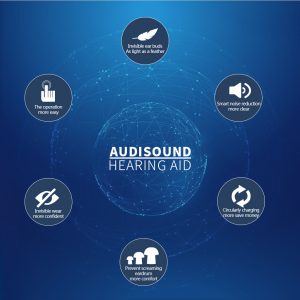 Invisible ear buds
As light as a feather
The operation
more easy
Smart noise reduction
more clear
AUDISOUND
HEARING AID
Invisible wear
more confident
Circularly charging
more save money
Prevent screaming
eardrum
more comfort